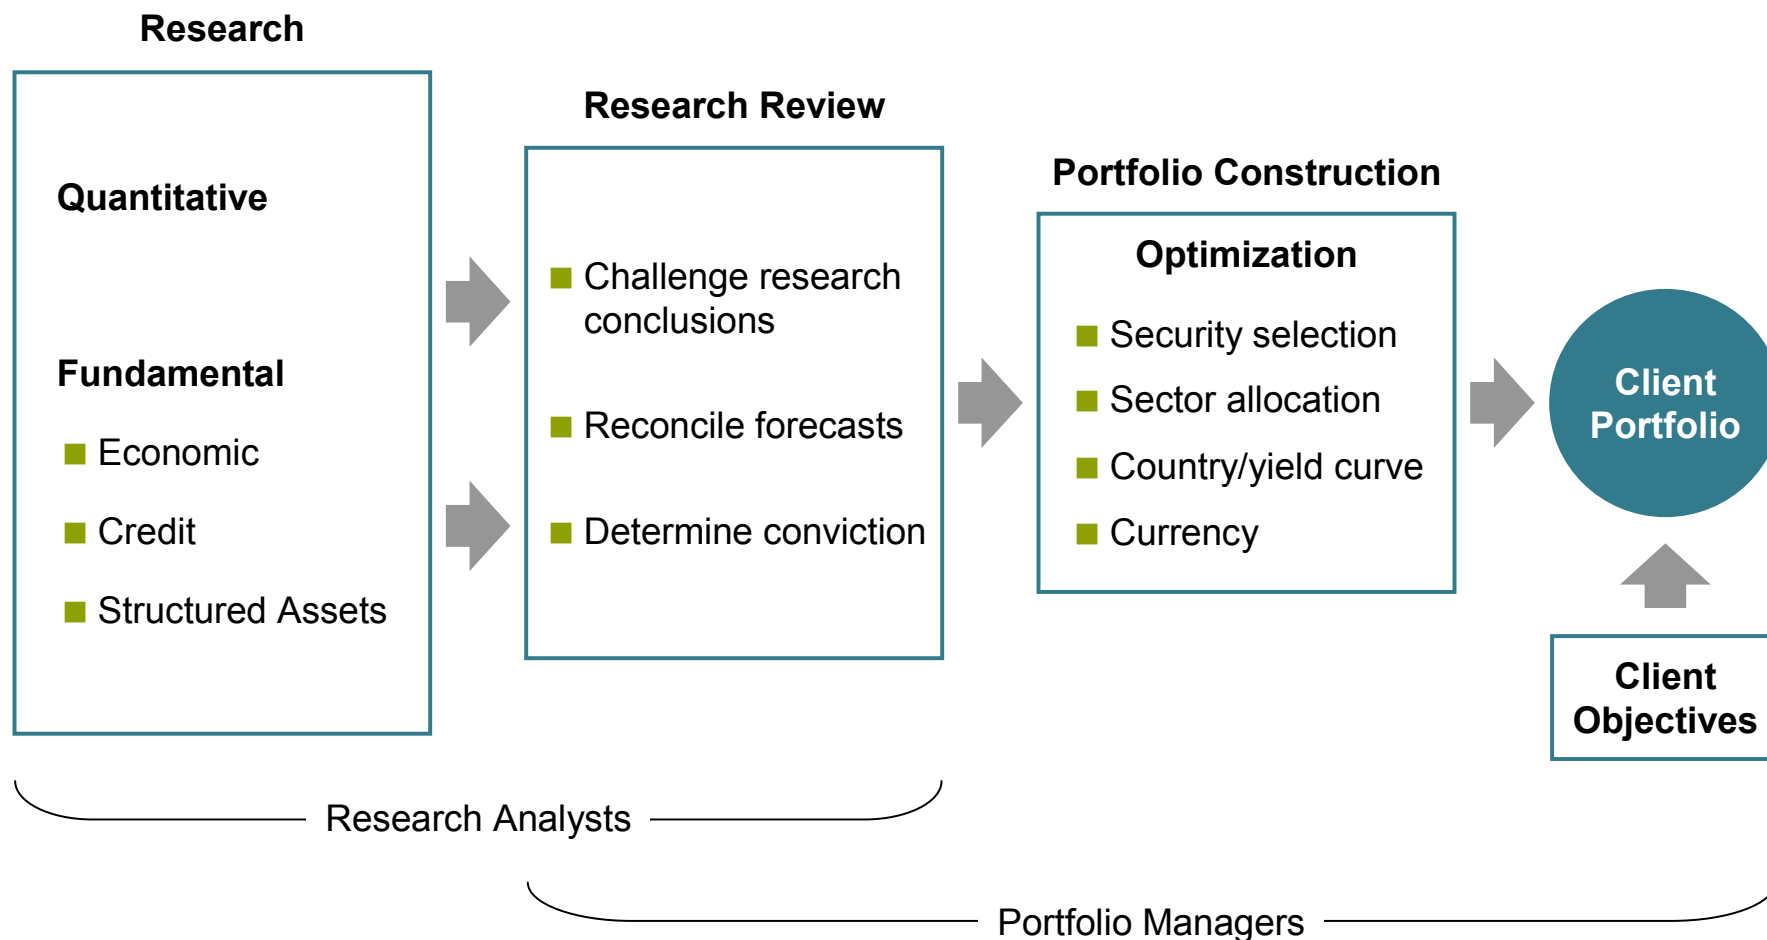 Research
Quantitative
Fundamental
Economic
Credit
Structured Assets
Research Review
Challenge research
conclusions
Reconcile forecasts
Determine conviction
Portfolio Construction
Optimization
Security selection
Sector allocation
Country/yield curve
Currency
Client
Portfolio
Client
Objectives
Research Analysts
Portfolio Managers